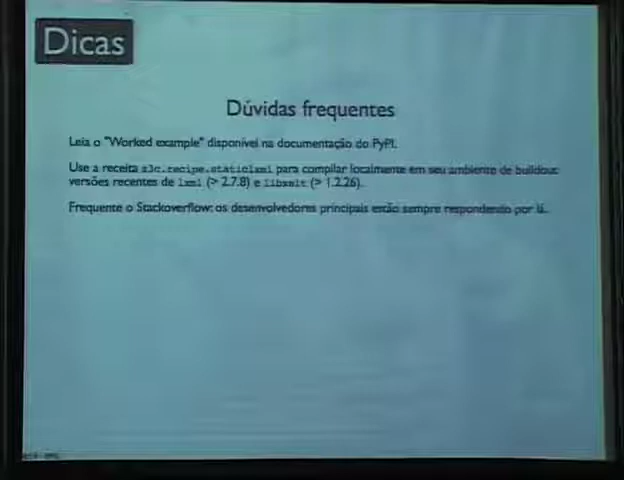 Dicas
Dúvidas frequentes
Leia o "Worked example" disponível na documentação do PyPI.
Use a receita z3c.recipe.staticlxml para compilar localmente em seu ambiente de buildout
versões recentes de lxml (> 2.7.8) e libxslt (> 1.2.26).
Frequente o Stackoverflow: os desenvolvedores principais estão sempre respondendo por lá.